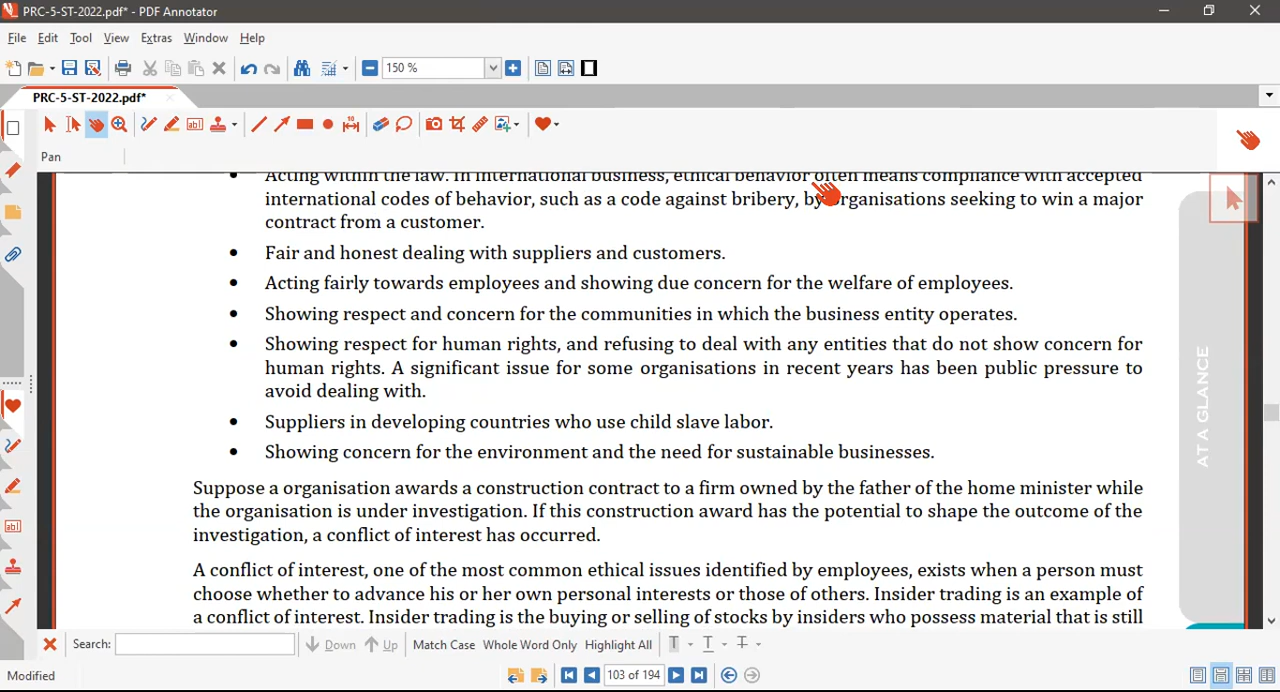 PRC-5-ST-2022.pdf* - PDF Annotator
File Edit Tool View Extras Window Help
150 %
PRC-5-ST-2022.pdf*
Pan
• Acting within the law. In international business, ethical behavior often means compliance with accepted
international codes of behavior, such as a code against bribery, by organisations seeking to win a major
contract from a customer.
• Fair and honest dealing with suppliers and customers.
• Acting fairly towards employees and showing due concern for the welfare of employees.
• Showing respect and concern for the communities in which the business entity operates.
• Showing respect for human rights, and refusing to deal with any entities that do not show concern for
human rights. A significant issue for some organisations in recent years has been public pressure to
avoid dealing with.
• Suppliers in developing countries who use child slave labor.
• Showing concern for the environment and the need for sustainable businesses.
Suppose a organisation awards a construction contract to a firm owned by the father of the home minister while
the organisation is under investigation. If this construction award has the potential to shape the outcome of the
investigation, a conflict of interest has occurred.
A conflict of interest, one of the most common ethical issues identified by employees, exists when a person must
choose whether to advance his or her own personal interests or those of others. Insider trading is an example of
a conflict of interest. Insider trading is the buying or selling of stocks by insiders who possess material that is still
AT A GLANCE
Search: Down Up Match Case Whole Word Only Highlight All
Modified
103 of 194